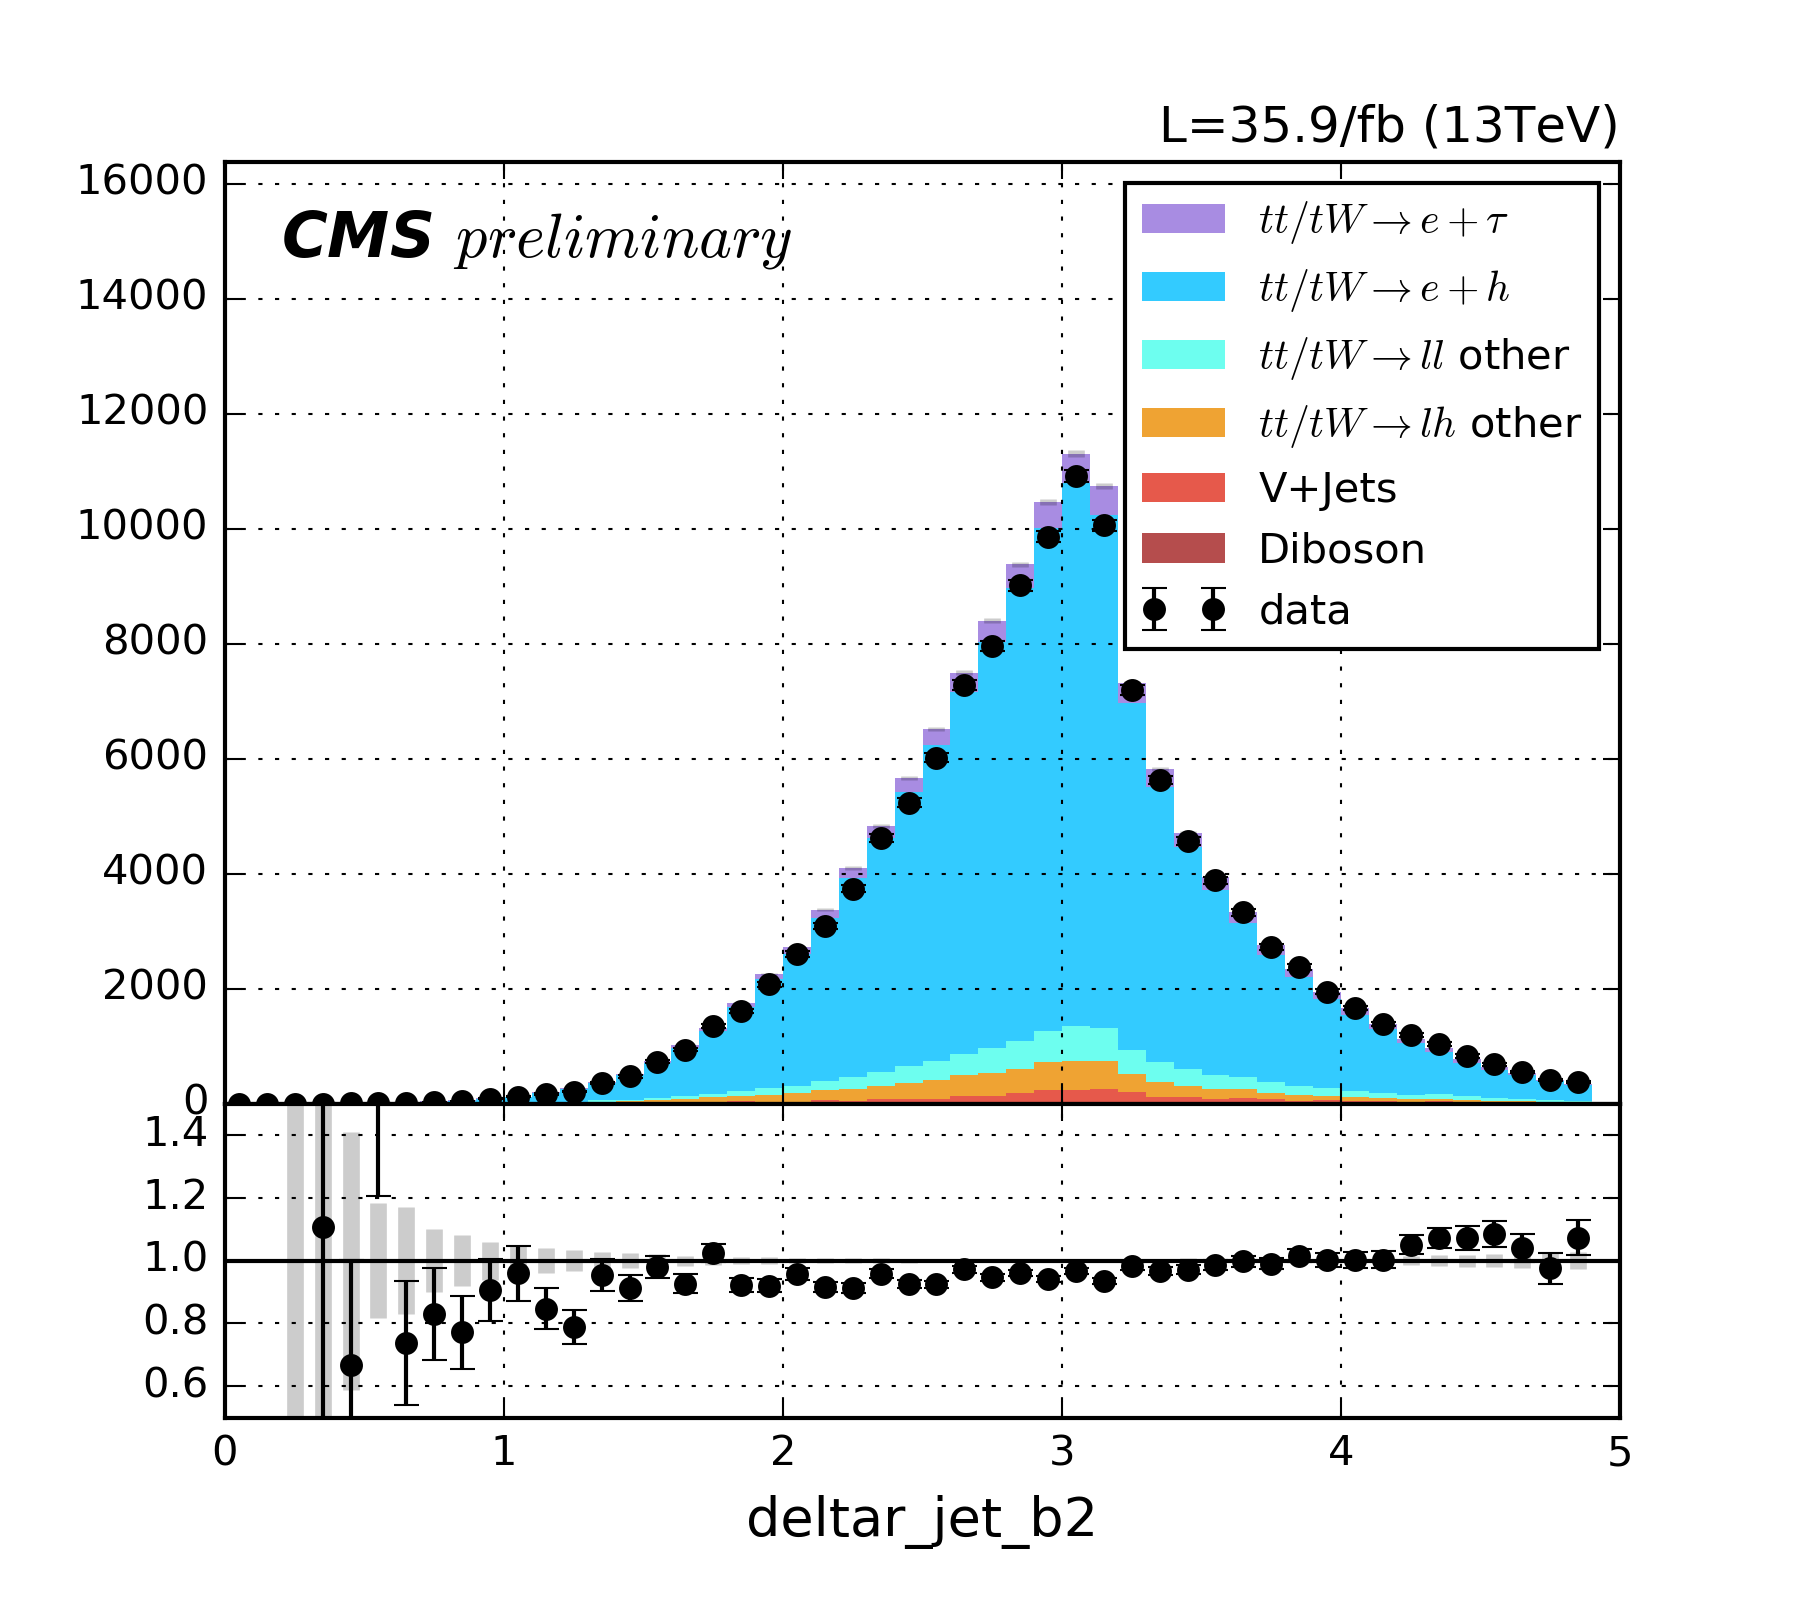 L=35.9/fb (13TeV)
CMS preliminary
16000
14000
12000
10000
8000
6000
4000
2000
0
tt/tW→e+τ
tt/tW→e+h
tt/tW→ll other
tt/tW→lh other
V+Jets
Diboson
data
1.4
1.2
1.0
0.8
0.6
0 1 2 3 4 5
deltar_jet_b2